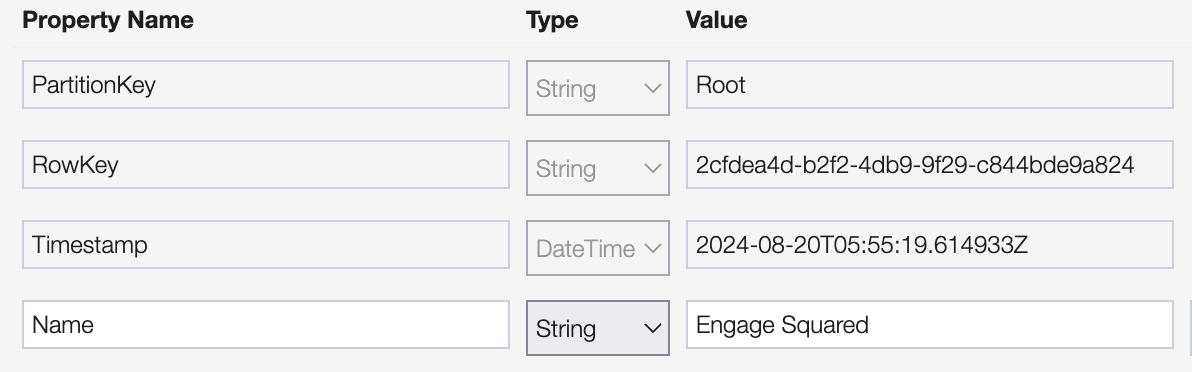 Property Name Type Value
PartitionKey String Root
RowKey String 2cfdea4d-b2f2-4db9-9f29-c844bde9a824
Timestamp DateTime 2024-08-20T05:55:19.614933Z
Name String Engage Squared